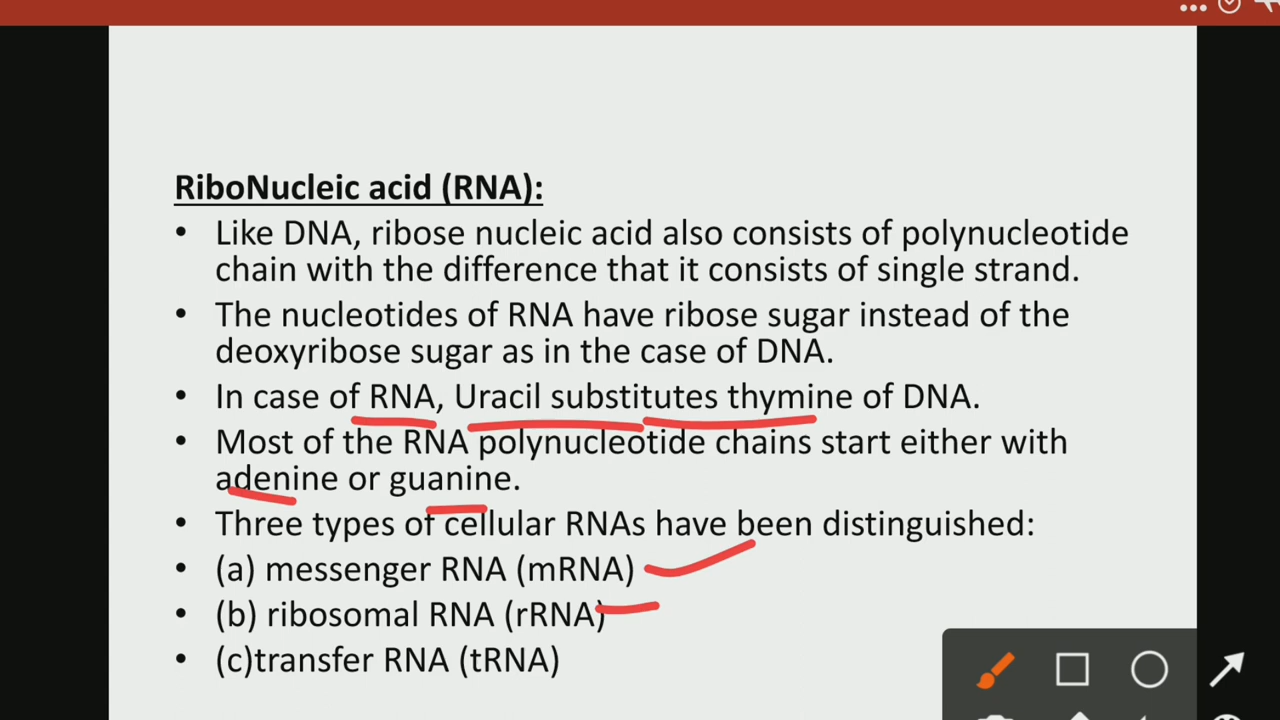 RiboNucleic acid (RNA):
• Like DNA, ribose nucleic acid also consists of polynucleotide
chain with the difference that it consists of single strand.
• The nucleotides of RNA have ribose sugar instead of the
deoxyribose sugar as in the case of DNA.
• In case of RNA, Uracil substitutes thymine of DNA.
• Most of the RNA polynucleotide chains start either with
adenine or guanine.
• Three types of cellular RNAs have been distinguished:
• (a) messenger RNA (mRNA)
• (b) ribosomal RNA (rRNA)
• (c)transfer RNA (tRNA)